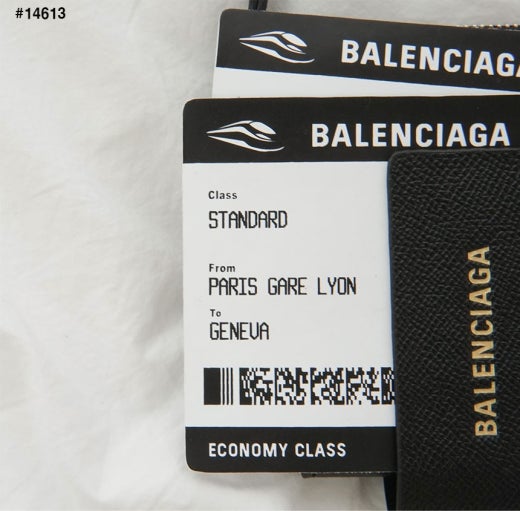 #14613
BALENCIAGA
BALENCIAGA
Class
STANDARD
From
PARIS GARE LYON
To
GENEVA
ECONOMY CLASS
BALENCIAGA